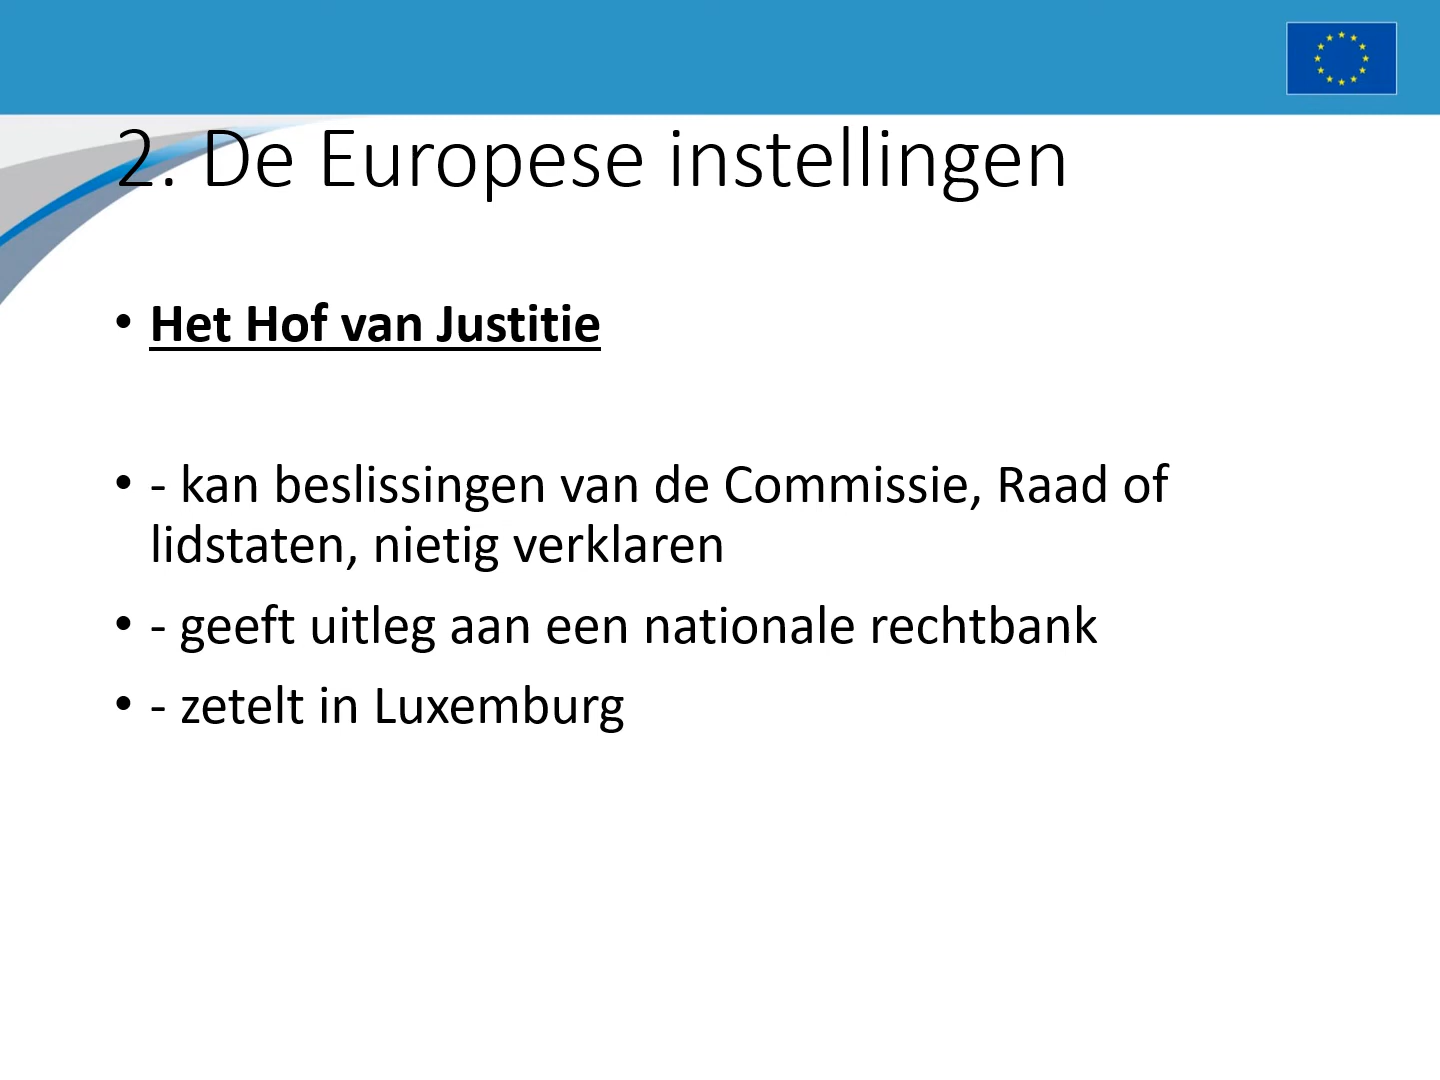 2. De Europese instellingen
• Het Hof van Justitie
• - kan beslissingen van de Commissie, Raad of
lidstaten, nietig verklaren
• - geeft uitleg aan een nationale rechtbank
• - zetelt in Luxemburg